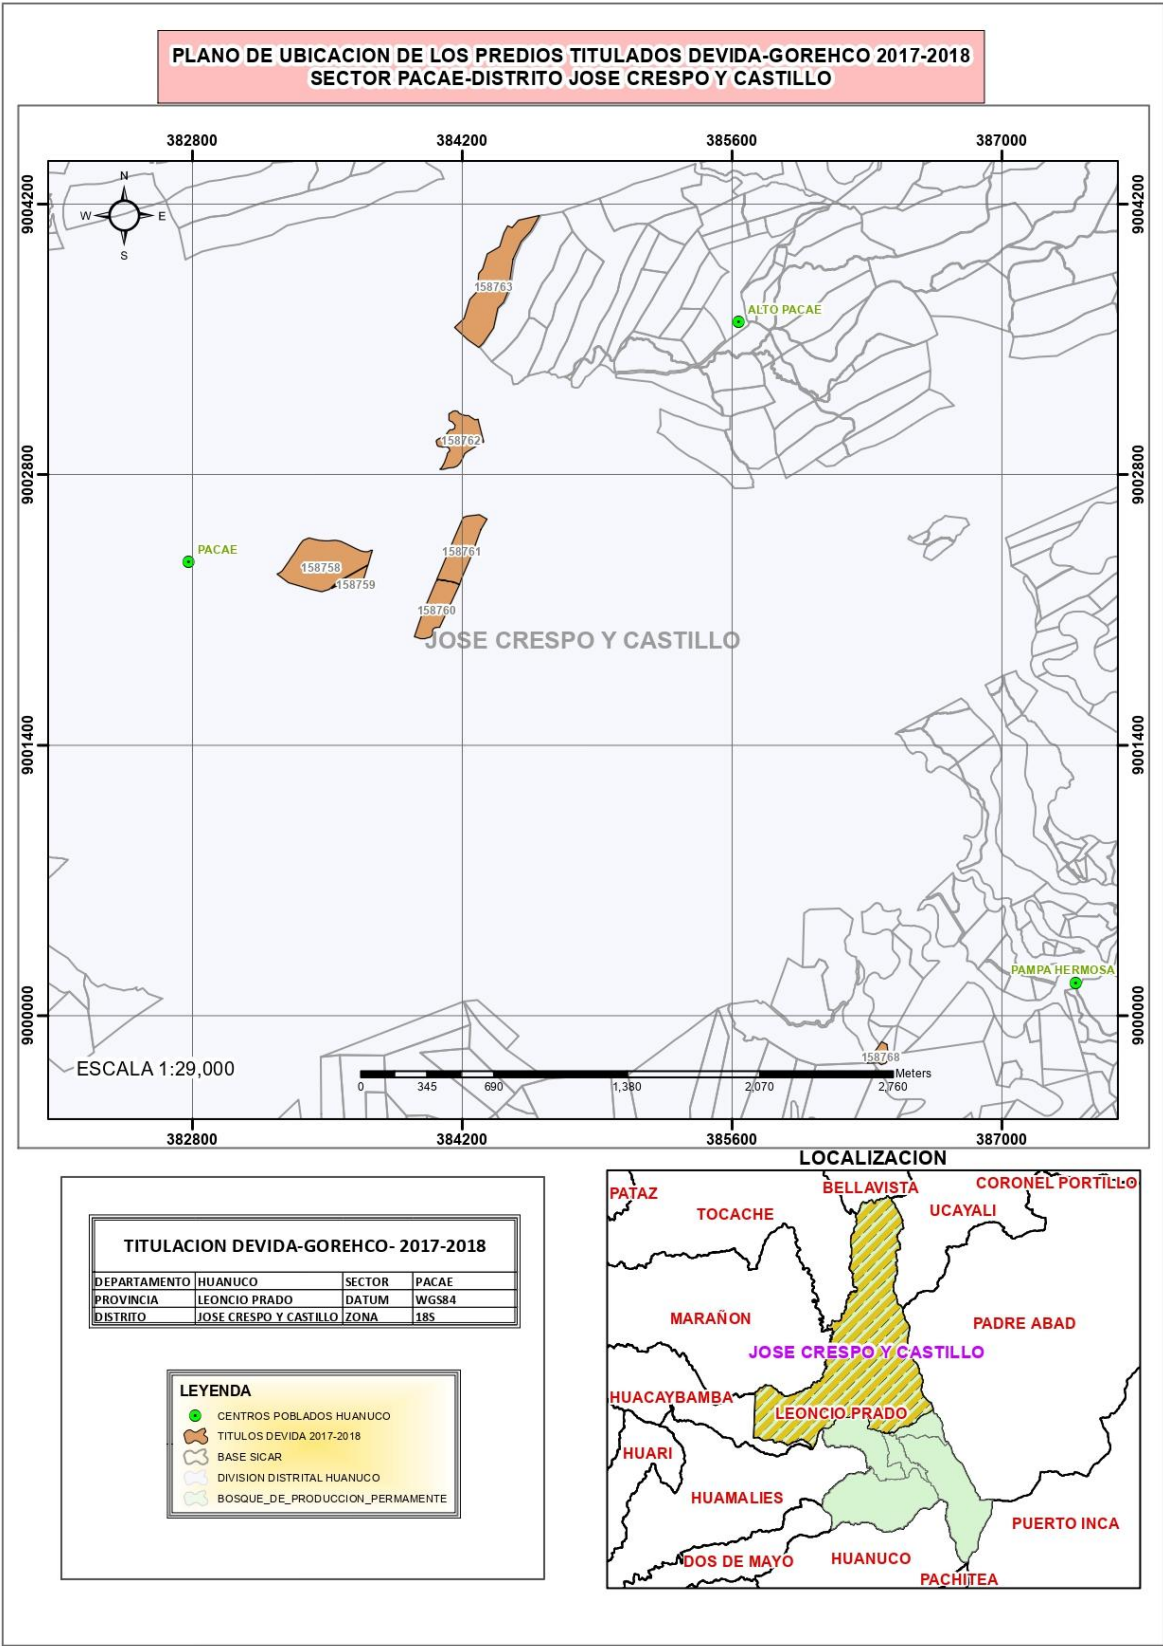 PLANO DE UBICACION DE LOS PREDIOS TITULADOS DEVIDA-GOREHCO 2017-2018
SECTOR PACAE-DISTRITO JOSE CRESPO Y CASTILLO
382800 384200 385600 387000
9004200 9004200
N
W E
S
158763
ALTO PACAE
158762
9002800 9002800
PACAE
158761
158758
158759
158760
JOSE CRESPO Y CASTILLO
9001400 9001400
PAMPA HERMOSA
9000000 9000000
158768
ESCALA 1:29,000
Meters
0 345 690 1,380 2,070 2,760
382800 384200 385600 387000
TITULACION DEVIDA-GOREHCO- 2017-2018
DEPARTAMENTO HUANUCO SECTOR PACAE
PROVINCIA LEONCIO PRADO DATUM WGS84
DISTRITO JOSE CRESPO Y CASTILLO ZONA 18S
LEYENDA
CENTROS POBLADOS HUANUCO
TITULOS DEVIDA 2017-2018
BASE SICAR
DIVISION DISTRITAL HUANUCO
BOSQUE_DE_PRODUCCION_PERMAMENTE
LOCALIZACION
PATAZ BELLAVISTA CORONEL PORTILLO
TOCACHE UCAYALI
MARAÑON PADRE ABAD
JOSE CRESPO Y CASTILLO
HUACAYBAMBA
LEONCIO PRADO
HUARI
HUAMALIES
PUERTO INCA
DOS DE MAYO HUANUCO
PACHITEA